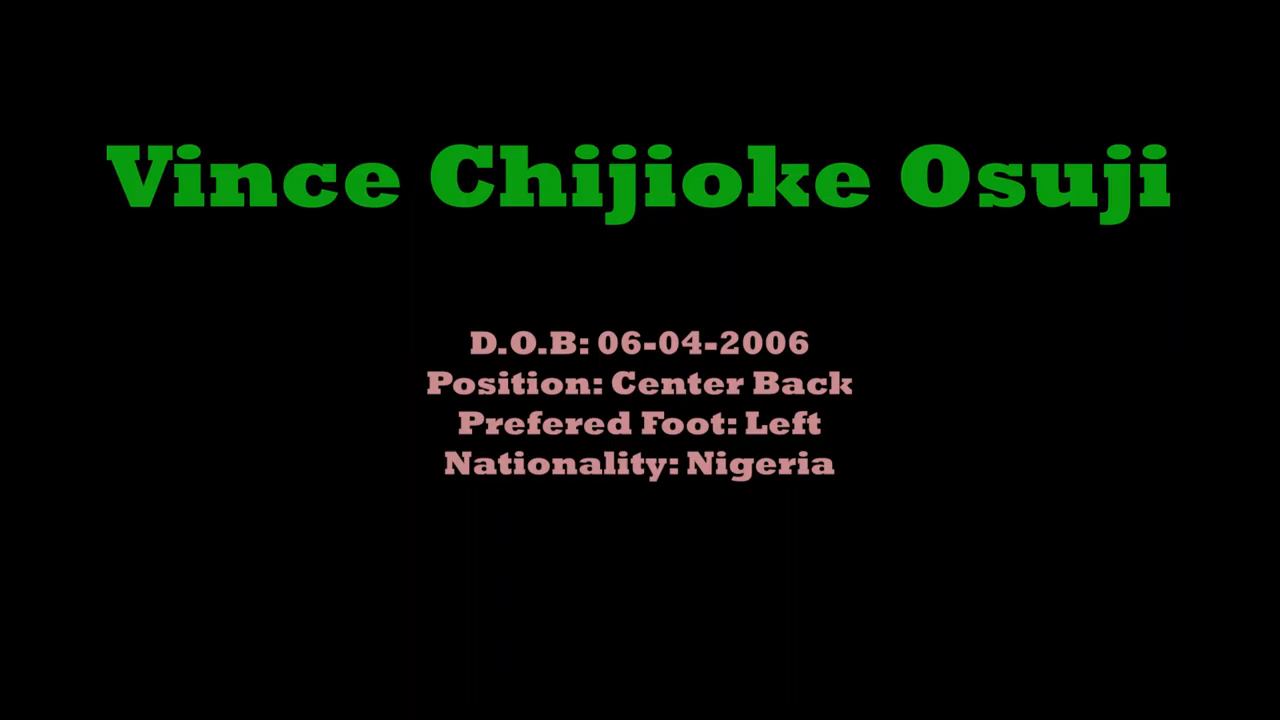 Vince Chijioke Osuji
D.O.B: 06-04-2006
Position: Center Back
Prefered Foot: Left
Nationality: Nigeria